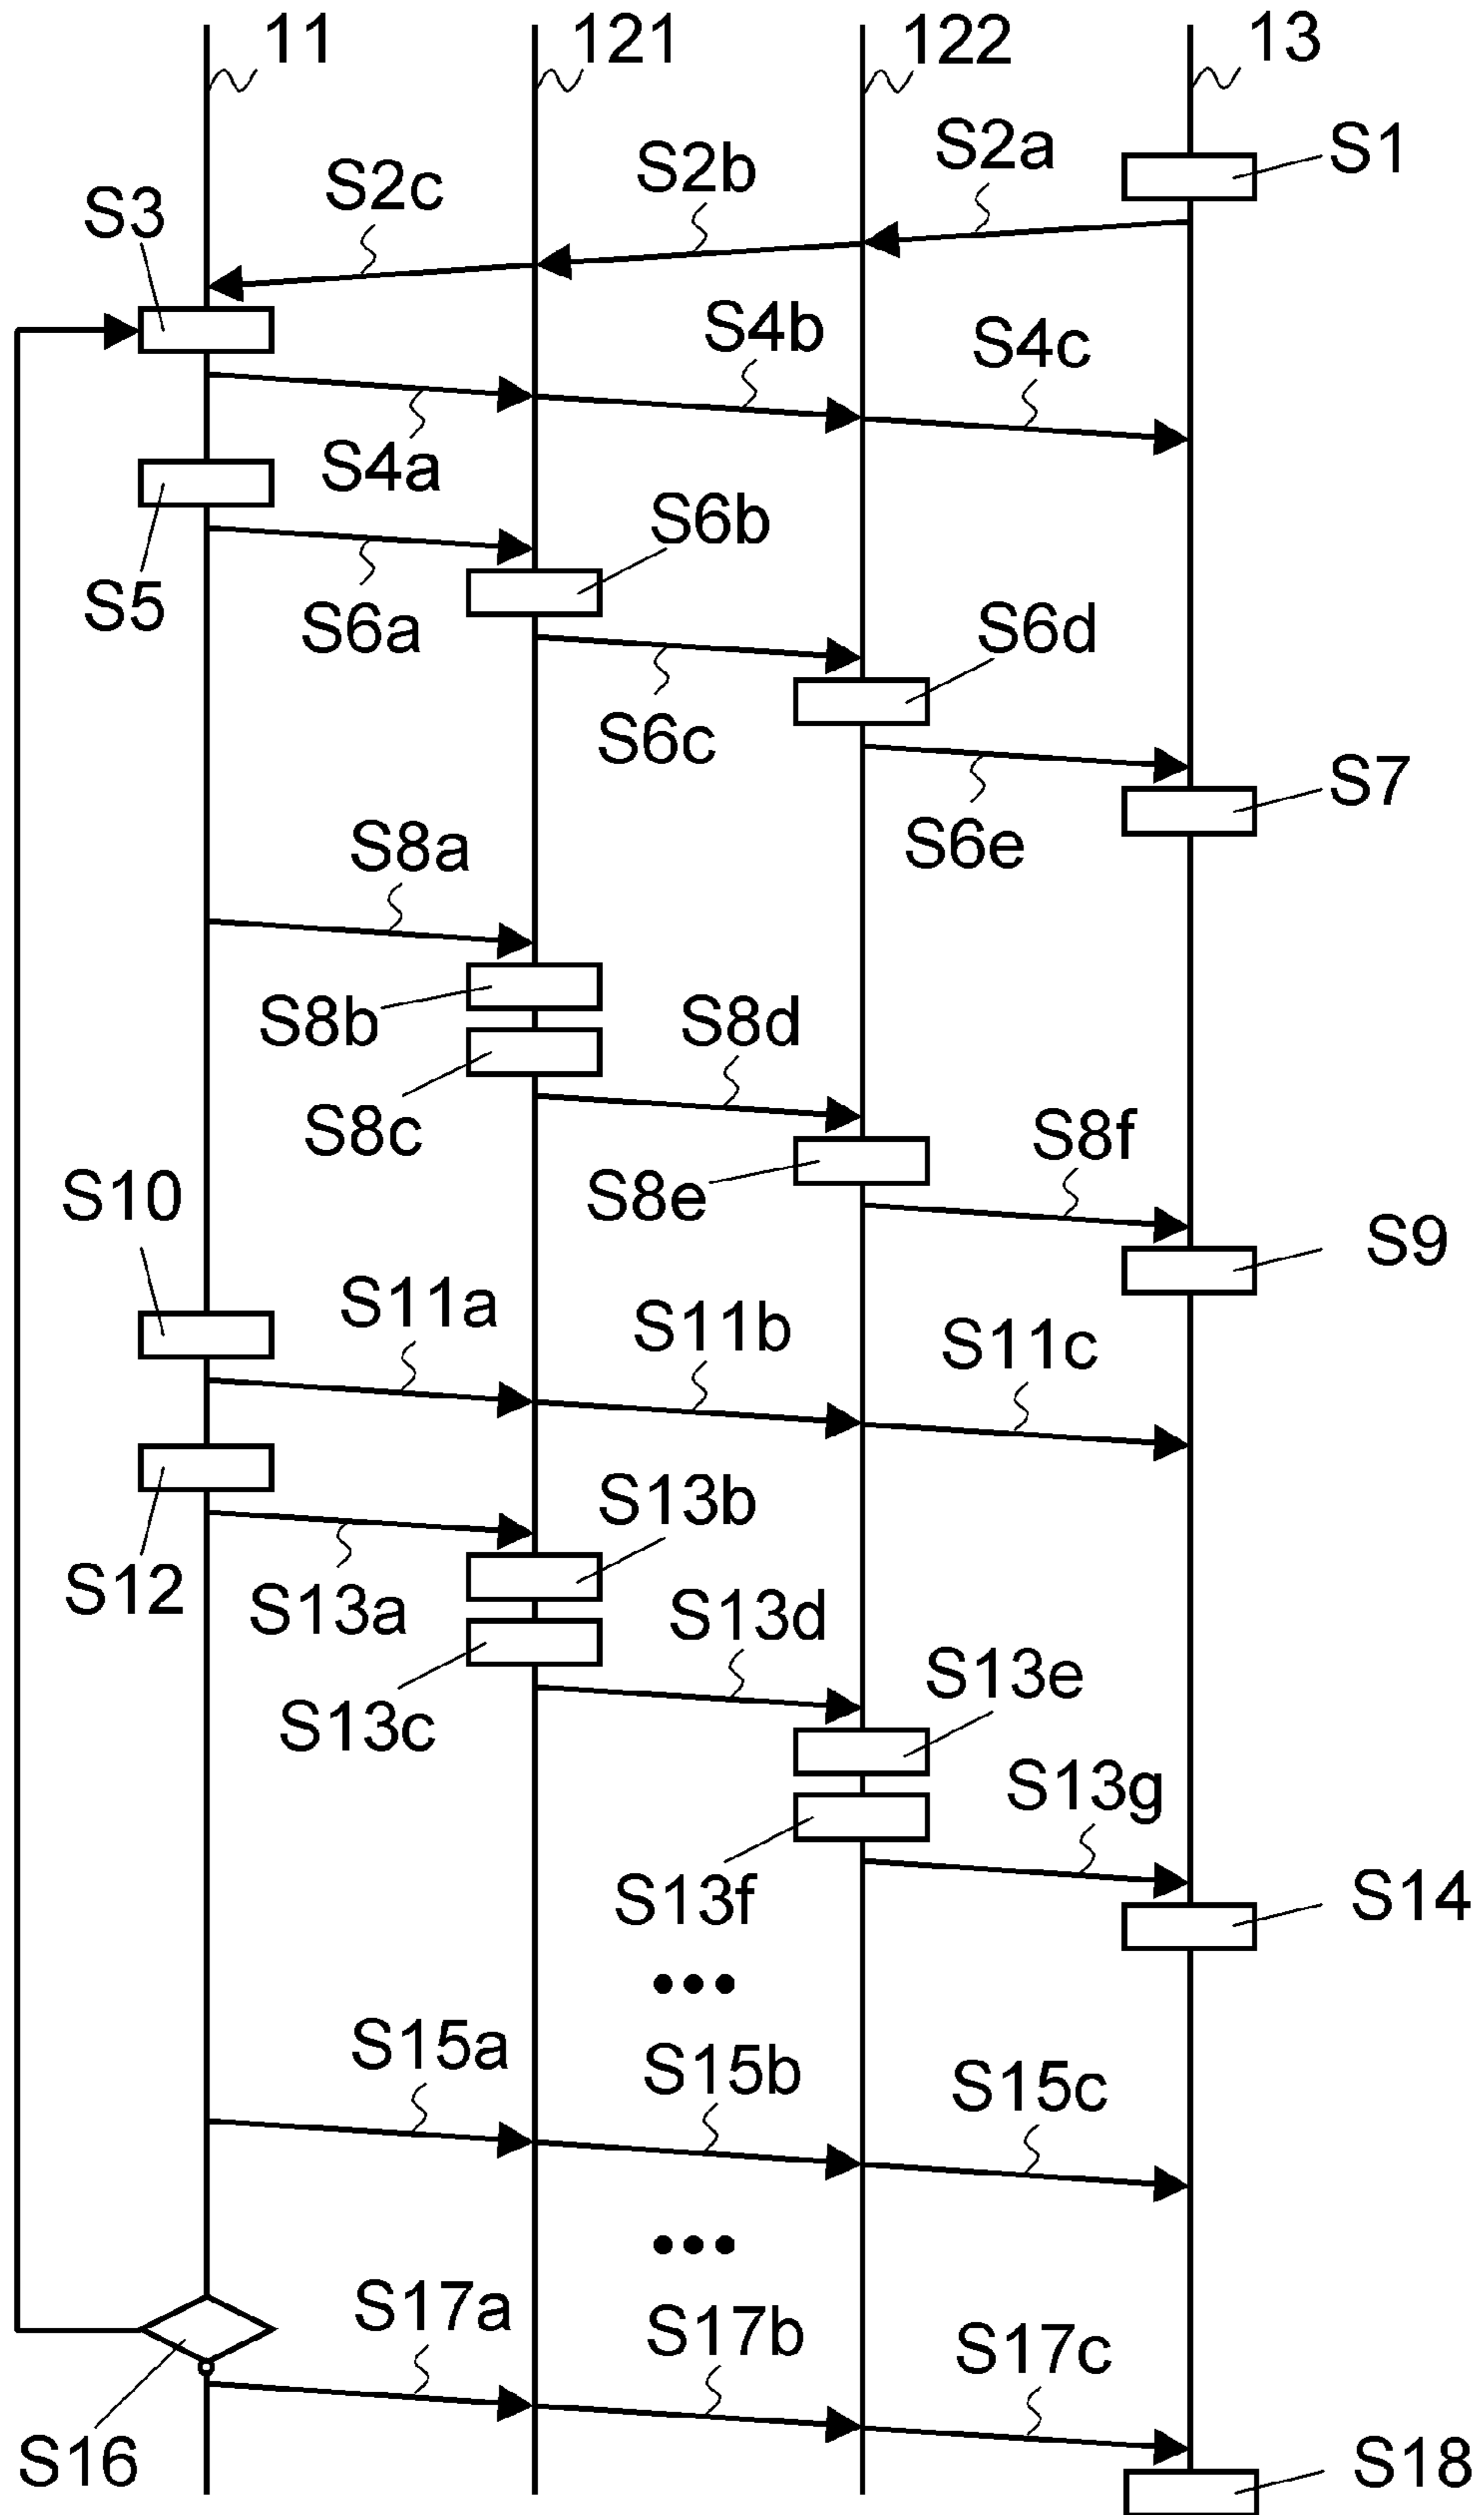 11
121
122
13
S1
S2a
S2b
S2c
S3
S4b
S4c
S4a
S6b
S5
S6a
S6d
S6c
S7
S8a
S6e
S8b
S8d
S8c
S8f
S10
S8e
S9
S11a
S11b
S11c
S13b
S12
S13a
S13d
S13e
S13c
S13g
S13f
S14
•••
S15a
S15b
S15c
•••
S17a
S17b
S17c
S16
S18